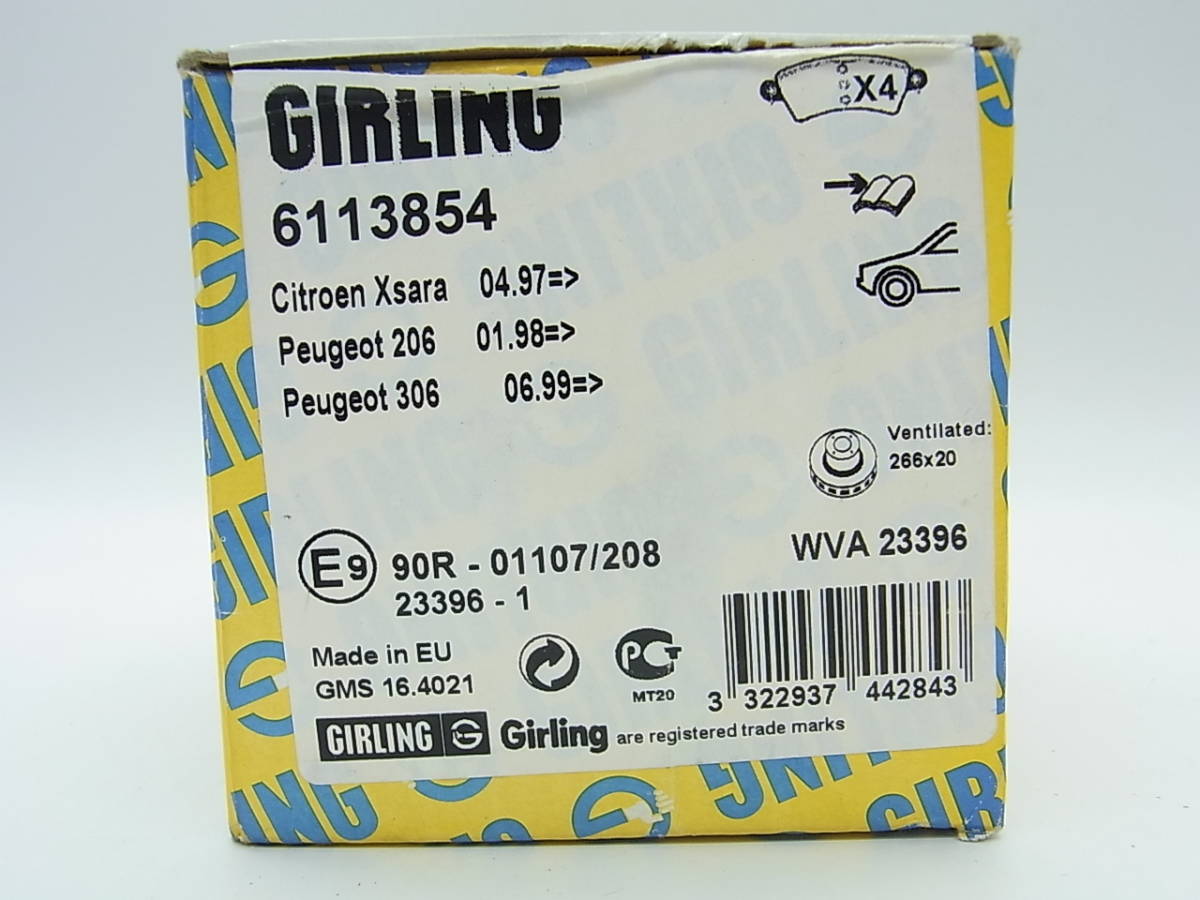 GIRLING
X4
6113854
Citroen Xsara 04.97=>
Peugeot 206 01.98=>
Peugeot 306 06.99=>
Ventilated:
266x20
WVA 23396
E9 90R - 01107/208
23396 - 1
Made in EU
GMS 16.4021
PCT
MT20
3 322937 442843
GIRLING G Girling are registered trade marks